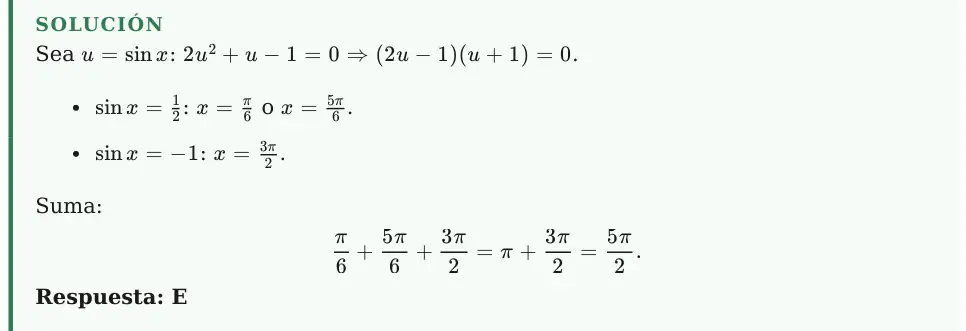 SOLUCIÓN
Sea u = sin x: 2u² + u − 1 = 0 ⇒ (2u − 1)(u + 1) = 0.
• sin x = 1/2: x = π/6 o x = 5π/6.
• sin x = −1: x = 3π/2.
Suma:
π/6 + 5π/6 + 3π/2 = π + 3π/2 = 5π/2.
Respuesta: E